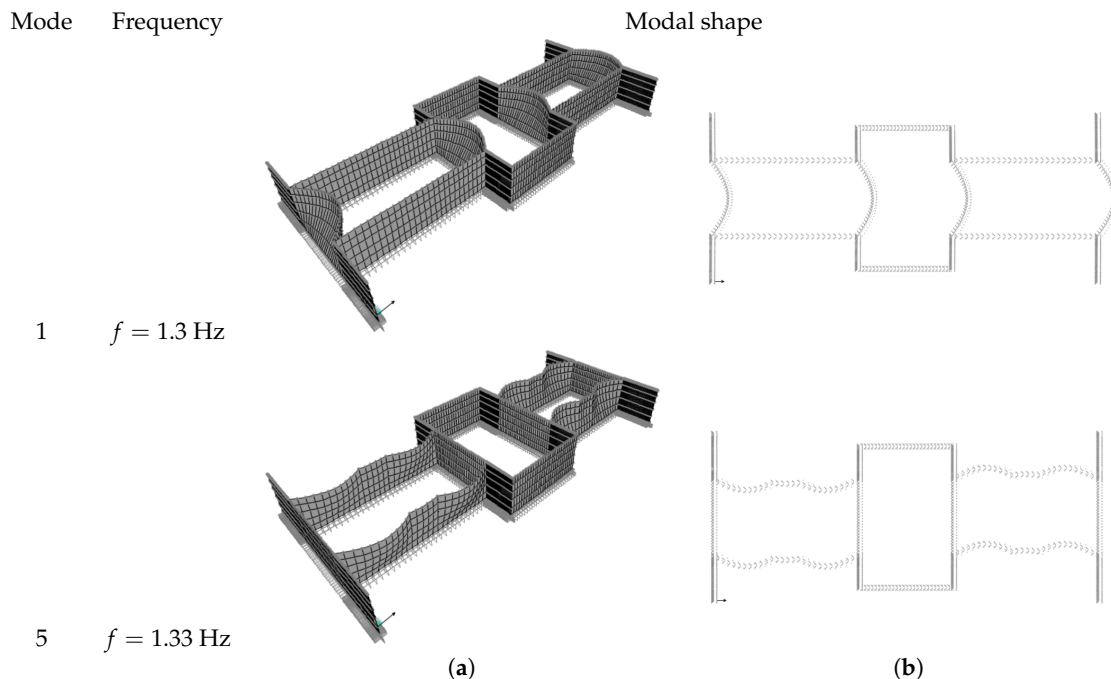 Mode Frequency Modal shape
1 f = 1.3 Hz
5 f = 1.33 Hz
(a) (b)